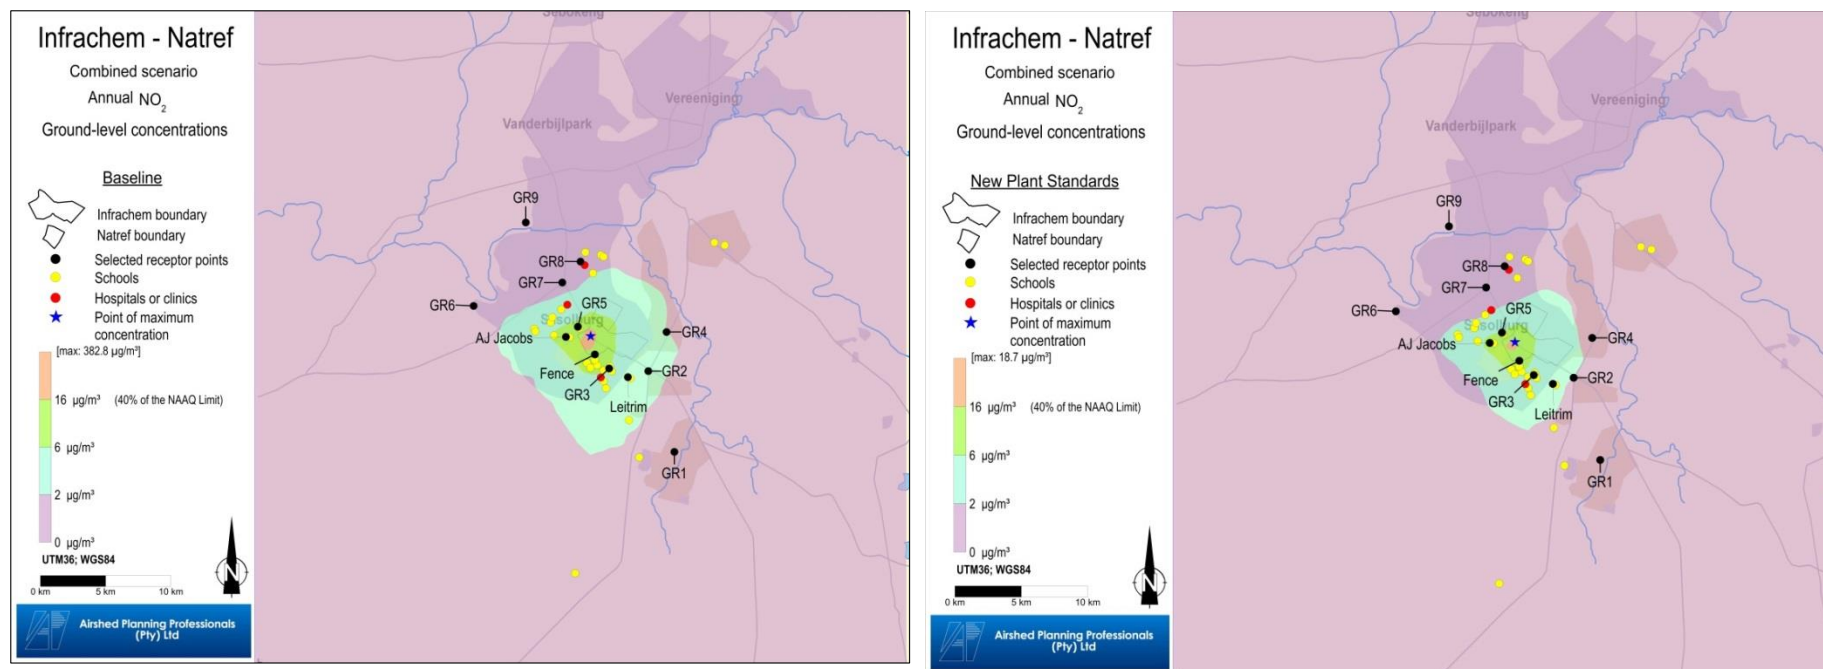 Infrachem - Natref
Combined scenario
Annual NO2
Ground-level concentrations
Baseline
Infrachem boundary
Natref boundary
Selected receptor points
Schools
Hospitals or clinics
Point of maximum
concentration
[max: 382.8 µg/m³]
16 µg/m³ (40% of the NAAQ Limit)
6 µg/m³
2 µg/m³
0 µg/m³
UTM36; WGS84
0 km 5 km 10 km
N
Airshed Planning Professionals
(Pty) Ltd
Sebokeng
Vereeniging
Vanderbijlpark
GR9
GR8
GR7
GR6
GR5
Sasolburg
GR4
AJ Jacobs
Fence
GR2
GR3
Leitrim
GR1
Infrachem - Natref
Combined scenario
Annual NO2
Ground-level concentrations
New Plant Standards
Infrachem boundary
Natref boundary
Selected receptor points
Schools
Hospitals or clinics
Point of maximum
concentration
[max: 18.7 µg/m³]
16 µg/m³ (40% of the NAAQ Limit)
6 µg/m³
2 µg/m³
0 µg/m³
UTM36; WGS84
0 km 5 km 10 km
N
Airshed Planning Professionals
(Pty) Ltd
Sebokeng
Vereeniging
Vanderbijlpark
GR9
GR8
GR7
GR6
GR5
Sasolburg
GR4
AJ Jacobs
Fence
GR2
GR3
Leitrim
GR1